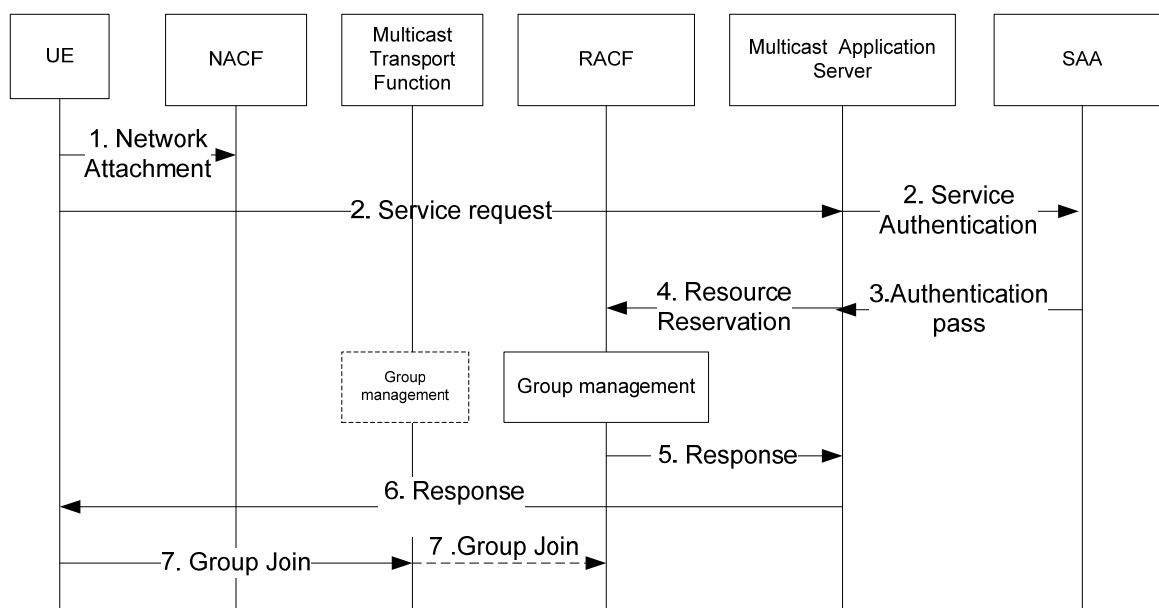 UE
NACF
Multicast
Transport
Function
RACF
Multicast Application
Server
SAA
1. Network
Attachment
2. Service request
2. Service
Authentication
4. Resource
Reservation
3.Authentication
pass
Group
management
Group management
5. Response
6. Response
7. Group Join
7 .Group Join